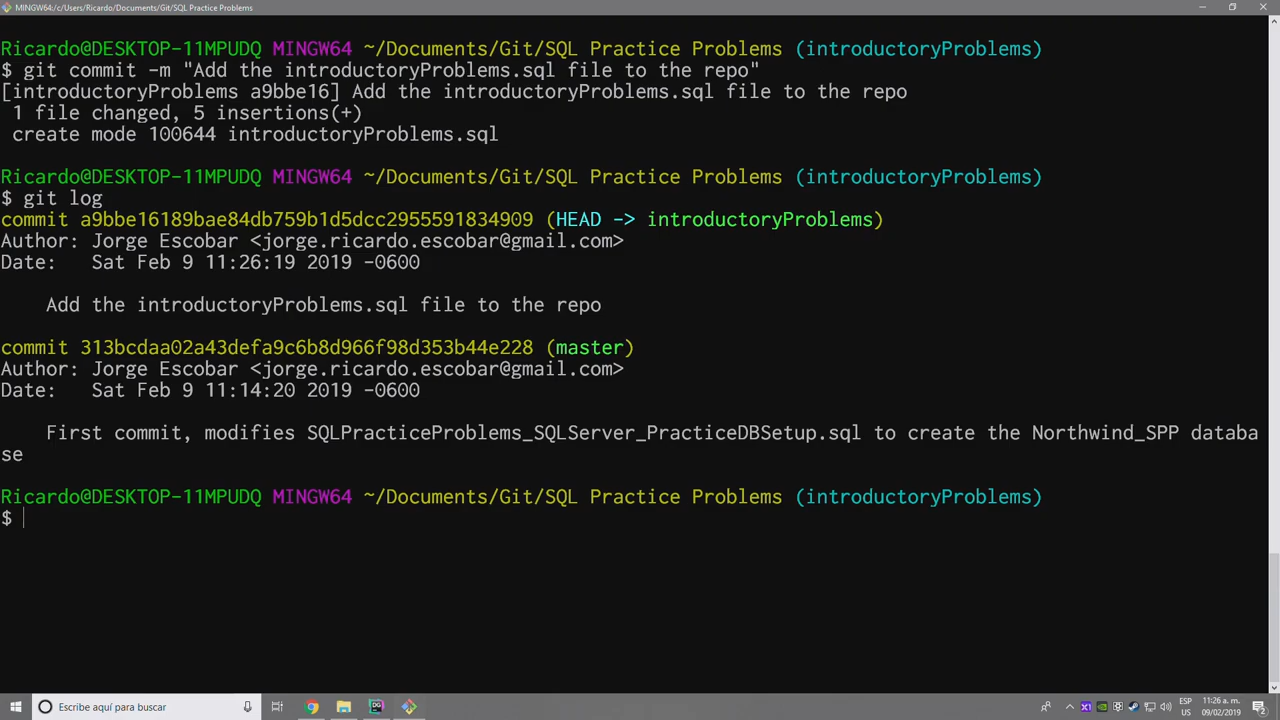 MINGW64:/c/Users/Ricardo/Documents/Git/SQL Practice Problems
Ricardo@DESKTOP-11MPUDQ MINGW64 ~/Documents/Git/SQL Practice Problems (introductoryProblems)
$ git commit -m "Add the introductoryProblems.sql file to the repo"
[introductoryProblems a9bbe16] Add the introductoryProblems.sql file to the repo
 1 file changed, 5 insertions(+)
 create mode 100644 introductoryProblems.sql
Ricardo@DESKTOP-11MPUDQ MINGW64 ~/Documents/Git/SQL Practice Problems (introductoryProblems)
$ git log
commit a9bbe16189bae84db759b1d5dcc2955591834909 (HEAD -> introductoryProblems)
Author: Jorge Escobar <jorge.ricardo.escobar@gmail.com>
Date:   Sat Feb 9 11:26:19 2019 -0600
    Add the introductoryProblems.sql file to the repo
commit 313bcdaa02a43defa9c6b8d966f98d353b44e228 (master)
Author: Jorge Escobar <jorge.ricardo.escobar@gmail.com>
Date:   Sat Feb 9 11:14:20 2019 -0600
    First commit, modifies SQLPracticeProblems_SQLServer_PracticeDBSetup.sql to create the Northwind_SPP databa
se
Ricardo@DESKTOP-11MPUDQ MINGW64 ~/Documents/Git/SQL Practice Problems (introductoryProblems)
$
Escribe aquí para buscar
DG
X1
ESP
US
11:26 a. m.
09/02/2019
2